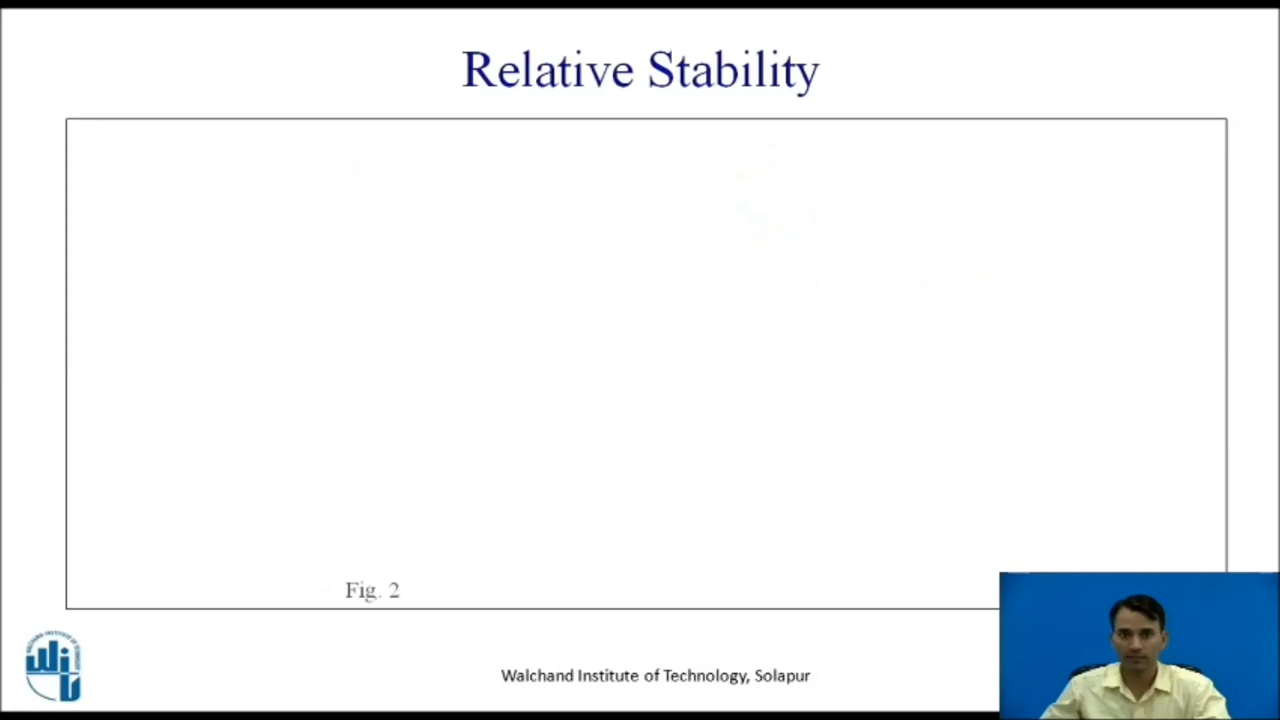 Relative Stability
Fig. 2
Walchand Institute of Technology, Solapur